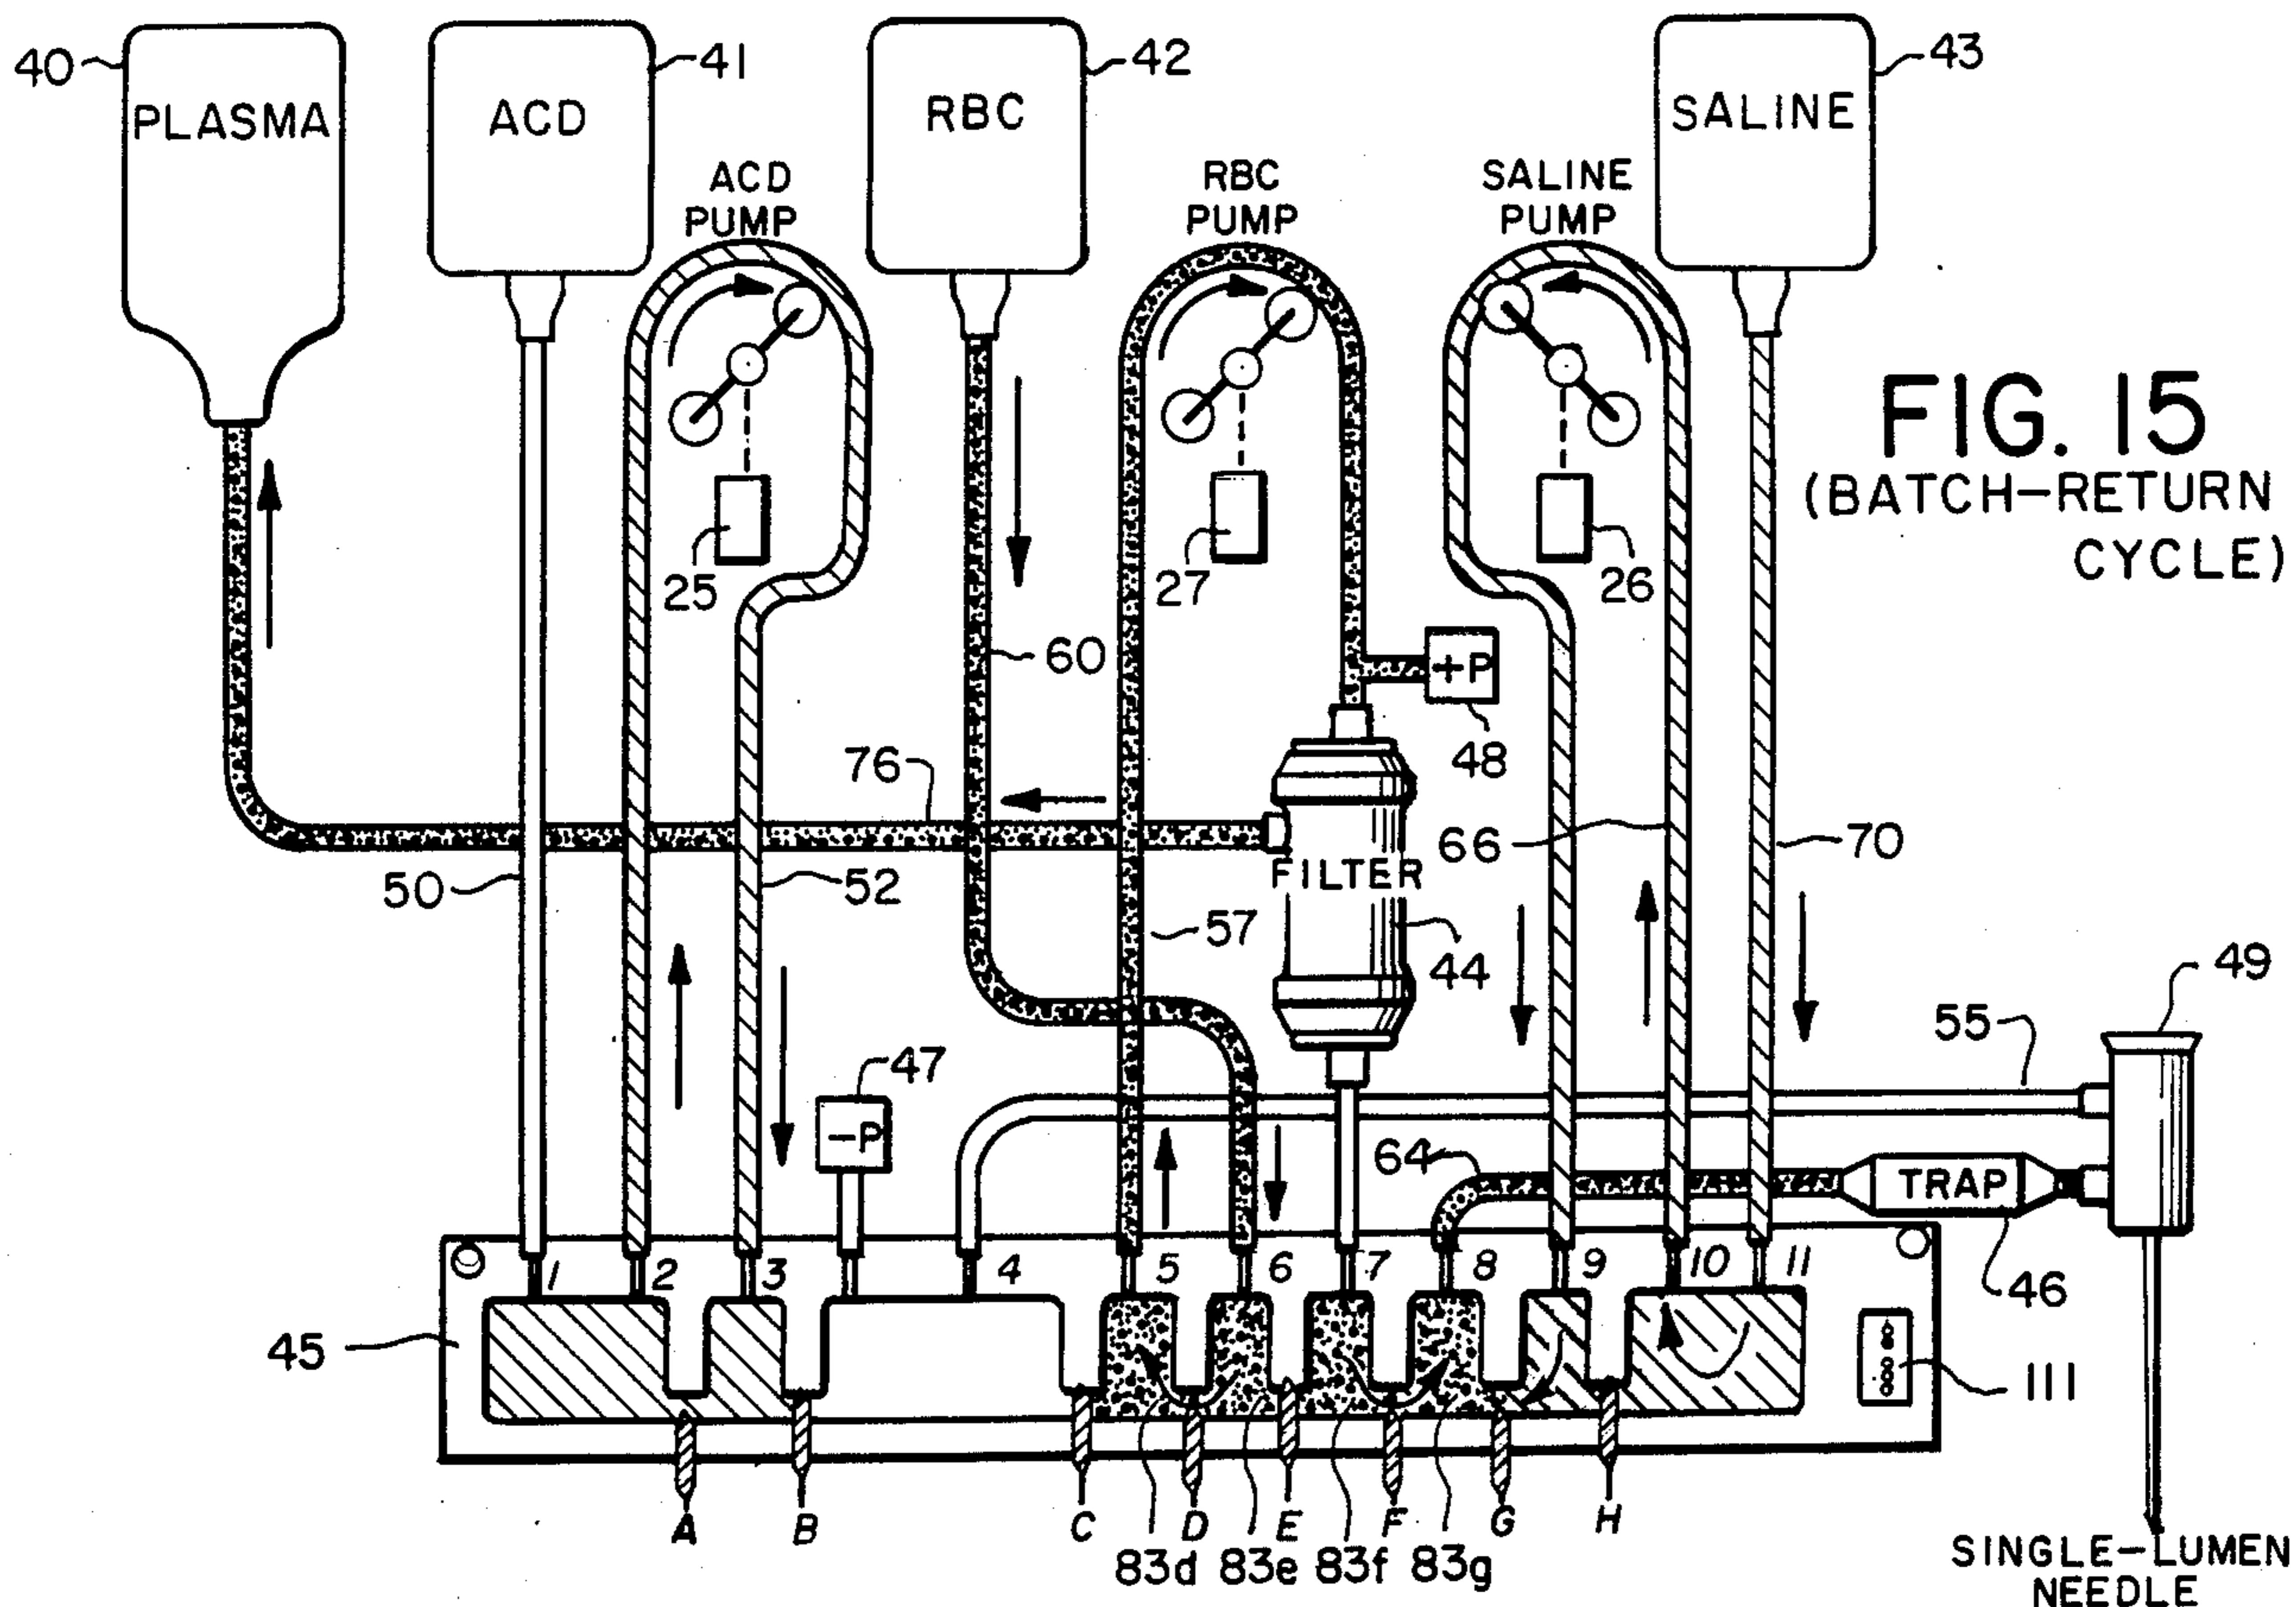 40
PLASMA
ACD
41
RBC
42
SALINE
43
ACD
PUMP
RBC
PUMP
SALINE
PUMP
FIG. 15
(BATCH-RETURN
CYCLE)
25
27
26
60
+P
48
76
66
70
50
52
FILTER
57
44
49
55
47
-P
64
TRAP
46
1
2
3
4
5
6
7
8
9
10
11
45
111
A
B
C
D
E
F
G
H
83d
83e
83f
83g
SINGLE-LUMEN
NEEDLE